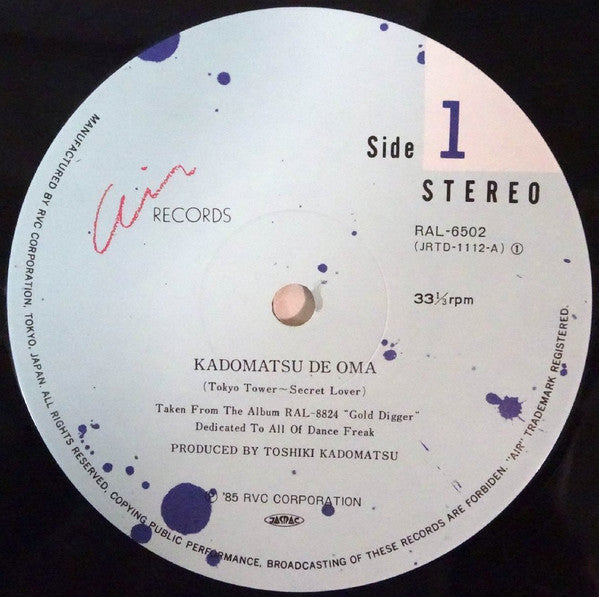 Side 1
STEREO
Air RECORDS
RAL-6502
(JRTD-1112-A) ①
33⅓rpm
KADOMATSU DE OMA
(Tokyo Tower~Secret Lover)
Taken From The Album RAL-8824 "Gold Digger"
Dedicated To All Of Dance Freak
PRODUCED BY TOSHIKI KADOMATSU
Ⓟ '85 RVC CORPORATION
JASRAC
MANUFACTURED BY RVC CORPORATION, TOKYO, JAPAN. ALL RIGHTS RESERVED, COPYING, PUBLIC PERFORMANCE, BROADCASTING OF THESE RECORDS ARE FORBIDEN. "AIR" TRADEMARK REGISTERED.